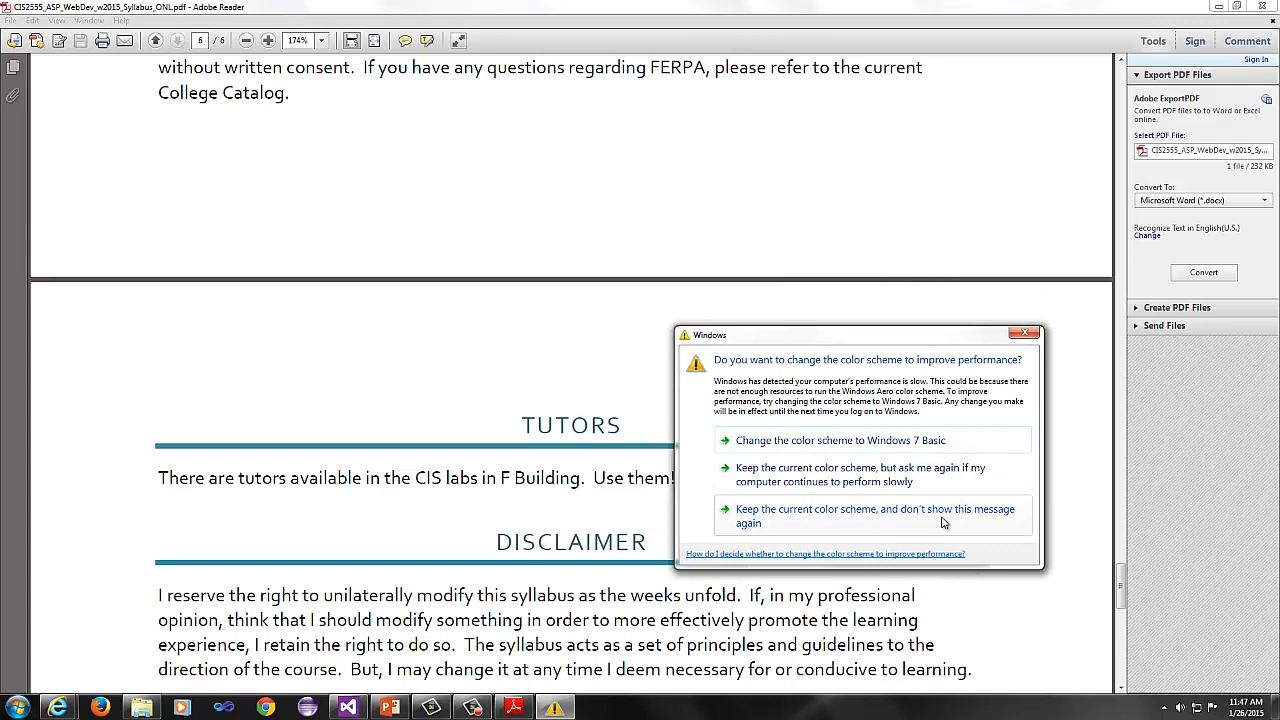 CIS2555_ASP_WebDev_w2015_Syllabus_ONL.pdf - Adobe Reader
File Edit View Window Help
6 / 6 174% Tools Sign Comment
Sign In
without written consent. If you have any questions regarding FERPA, please refer to the current
College Catalog.
Export PDF Files
Adobe ExportPDF
Convert PDF files to to Word or Excel
online.
Select PDF File:
CIS2555_ASP_WebDev_w2015_Sy...
1 file / 232 KB
Convert To:
Microsoft Word (*.docx)
Recognize Text in English(U.S.)
Change
Convert
Create PDF Files
Send Files
TUTORS
There are tutors available in the CIS labs in F Building. Use them!
DISCLAIMER
I reserve the right to unilaterally modify this syllabus as the weeks unfold. If, in my professional
opinion, think that I should modify something in order to more effectively promote the learning
experience, I retain the right to do so. The syllabus acts as a set of principles and guidelines to the
direction of the course. But, I may change it at any time I deem necessary for or conducive to learning.
Windows
Do you want to change the color scheme to improve performance?
Windows has detected your computer's performance is slow. This could be because there
are not enough resources to run the Windows Aero color scheme. To improve
performance, try changing the color scheme to Windows 7 Basic. Any change you make
will be in effect until the next time you log on to Windows.
Change the color scheme to Windows 7 Basic
Keep the current color scheme, but ask me again if my
computer continues to perform slowly
Keep the current color scheme, and don't show this message
again
How do I decide whether to change the color scheme to improve performance?
11:47 AM
1/26/2015